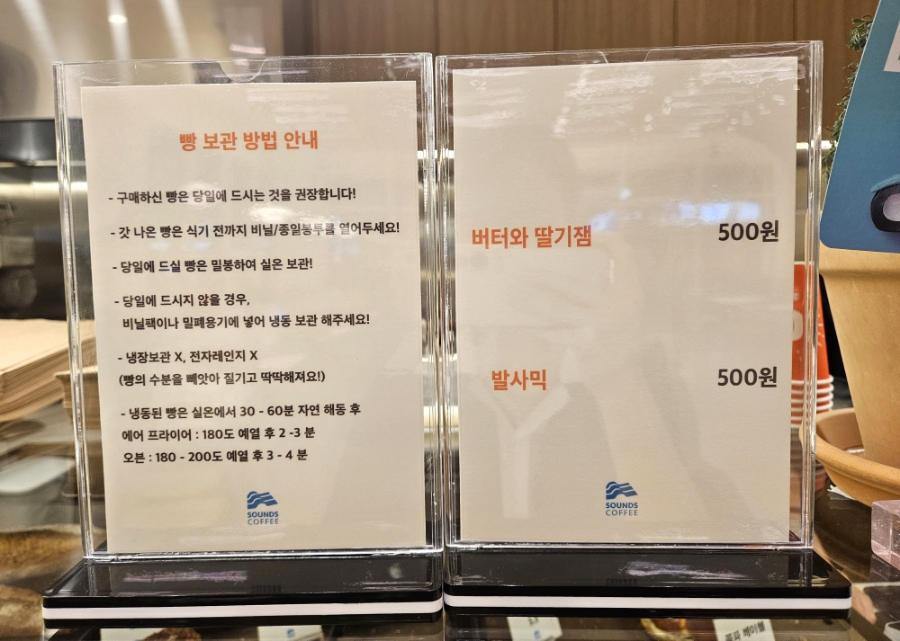 빵 보관 방법 안내
- 구매하신 빵은 당일에 드시는 것을 권장합니다!
- 갓 나온 빵은 식기 전까지 비닐/종일봉투를 열어두세요!
- 당일에 드실 빵은 밀봉하여 실온 보관!
- 당일에 드시지 않을 경우,
비닐팩이나 밀폐용기에 넣어 냉동 보관 해주세요!
- 냉장보관 X, 전자레인지 X
(빵의 수분을 빼앗아 질기고 딱딱해져요!)
- 냉동된 빵은 실온에서 30 - 60분 자연 해동 후
에어 프라이어 : 180도 예열 후 2 -3 분
오븐 : 180 - 200도 예열 후 3 - 4 분
SOUNDS
COFFEE
버터와 딸기잼 500원
발사믹 500원
SOUNDS
COFFEE